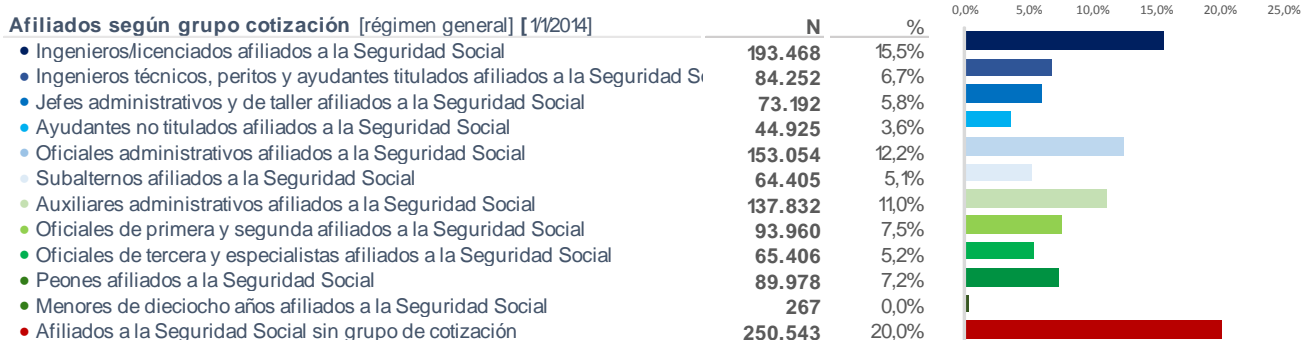 0,0% 5,0% 10,0% 15,0% 20,0% 25,0%
Afiliados según grupo cotización [régimen general] [1/1/2014] N %
Ingenieros/licenciados afiliados a la Seguridad Social 193.468 15,5%
Ingenieros técnicos, peritos y ayudantes titulados afiliados a la Seguridad 84.252 6,7%
Jefes administrativos y de taller afiliados a la Seguridad Social 73.192 5,8%
Ayudantes no titulados afiliados a la Seguridad Social 44.925 3,6%
Oficiales administrativos afiliados a la Seguridad Social 153.054 12,2%
Subalternos afiliados a la Seguridad Social 64.405 5,1%
Auxiliares administrativos afiliados a la Seguridad Social 137.832 11,0%
Oficiales de primera y segunda afiliados a la Seguridad Social 93.960 7,5%
Oficiales de tercera y especialistas afiliados a la Seguridad Social 65.406 5,2%
Peones afiliados a la Seguridad Social 89.978 7,2%
Menores de dieciocho años afiliados a la Seguridad Social 267 0,0%
Afiliados a la Seguridad Social sin grupo de cotización 250.543 20,0%